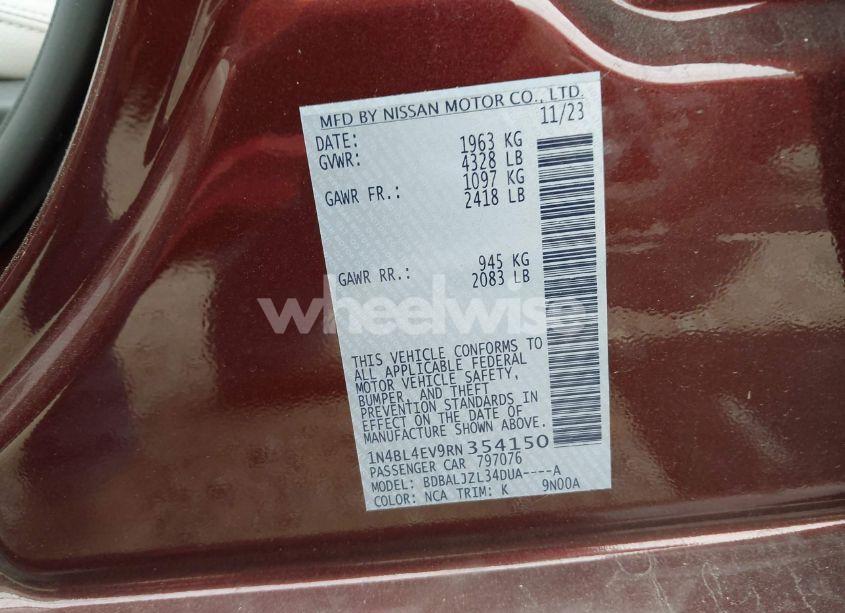 MFD BY NISSAN MOTOR CO., LTD.
DATE: 11/23
GVWR: 1963 KG
4328 LB
GAWR FR.: 1097 KG
2418 LB
GAWR RR.: 945 KG
2083 LB
wheelwise
THIS VEHICLE CONFORMS TO
ALL APPLICABLE FEDERAL
MOTOR VEHICLE SAFETY,
BUMPER, AND THEFT
PREVENTION STANDARDS IN
EFFECT ON THE DATE OF
MANUFACTURE SHOWN ABOVE.
1N4BL4EV9RN354150
PASSENGER CAR 797076
MODEL: BDBALJZL34DUA----A
COLOR: NCA TRIM: K 9N00A